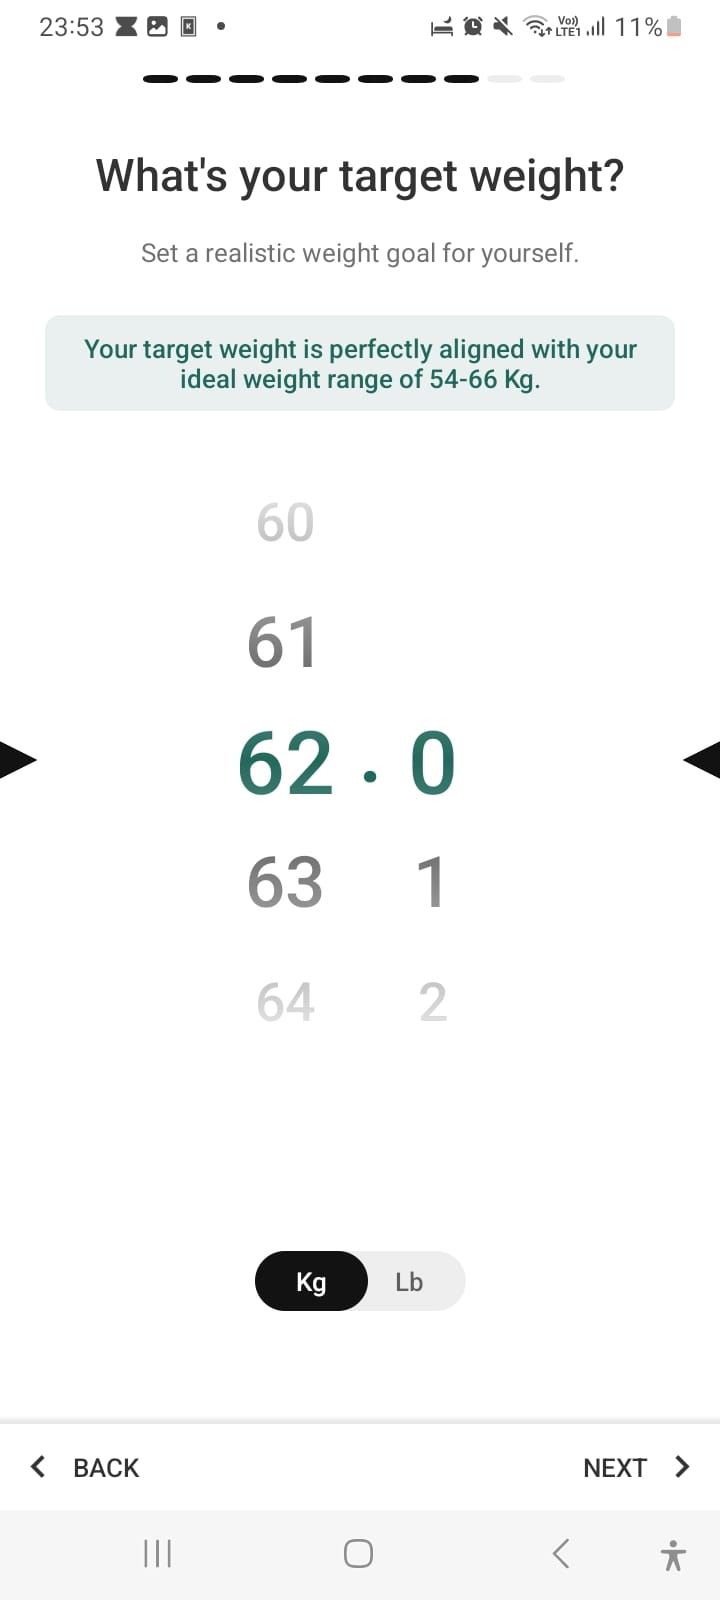 23:53
Vo)) LTE1 11%
What's your target weight?
Set a realistic weight goal for yourself.
Your target weight is perfectly aligned with your
ideal weight range of 54-66 Kg.
60
61
62 . 0
63 1
64 2
Kg Lb
BACK NEXT